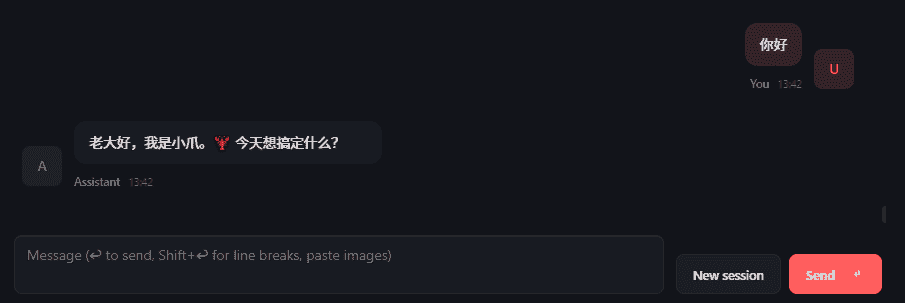 你好
U
You 13:42
老大好，我是小爪。🦞 今天想搞定什么？
A
Assistant 13:42
Message (↩ to send, Shift+↩ for line breaks, paste images)
New session
Send ↵